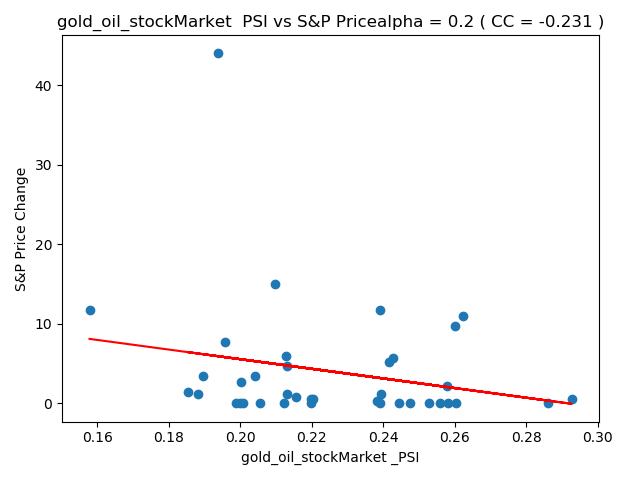 gold_oil_stockMarket  PSI vs S&P Pricealpha = 0.2 ( CC = -0.231 )
S&P Price Change
40
30
20
10
0
0.16 0.18 0.20 0.22 0.24 0.26 0.28 0.30
gold_oil_stockMarket _PSI